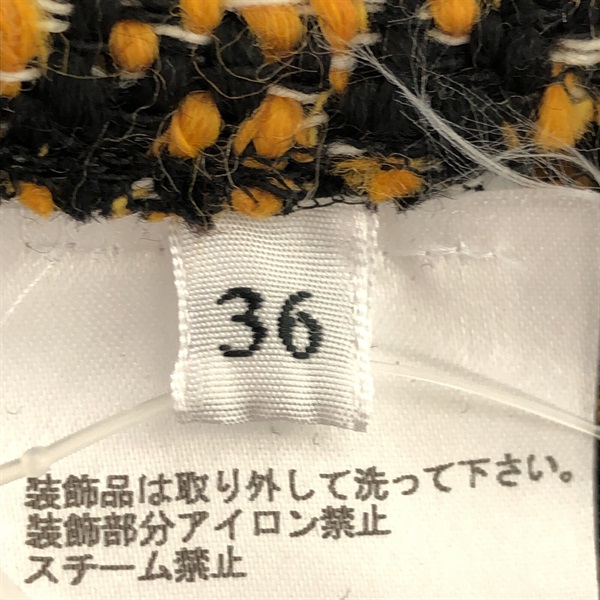 36
装飾品は取り外して洗って下さい。
装飾部分アイロン禁止
スチーム禁止